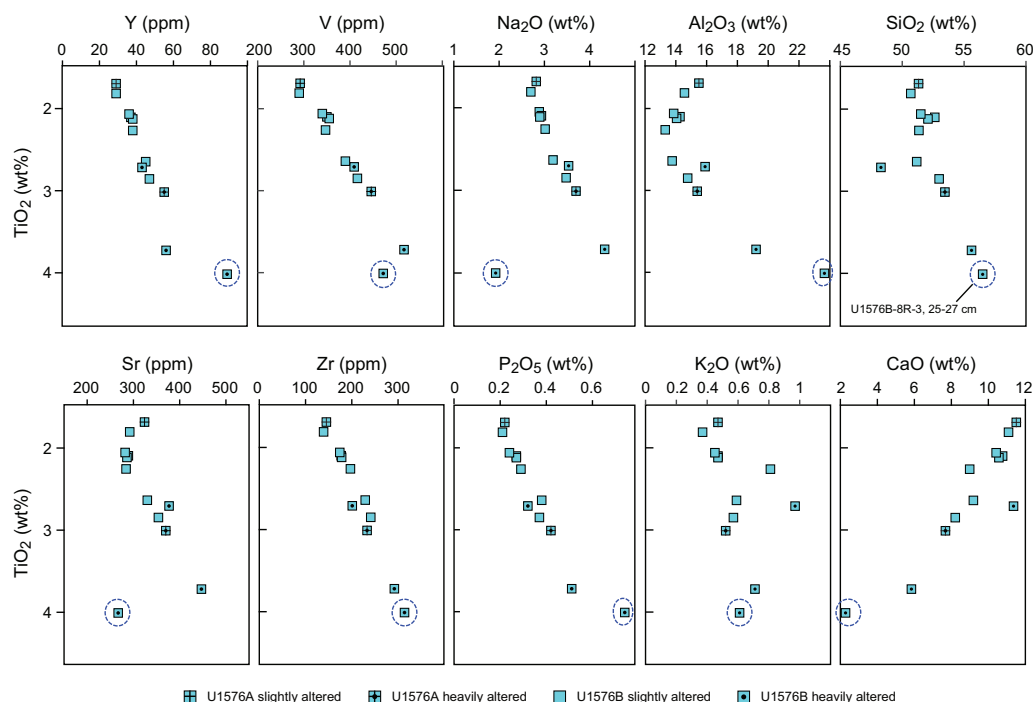 Y (ppm) V (ppm) Na₂O (wt%) Al₂O₃ (wt%) SiO₂ (wt%)
0 20 40 60 80 200 300 400 500 1 2 3 4 12 14 16 18 20 22 45 50 55 60
2
3
4
TiO₂ (wt%)
U1576B-8R-3, 25-27 cm
Sr (ppm) Zr (ppm) P₂O₅ (wt%) K₂O (wt%) CaO (wt%)
200 300 400 500 0 100 200 300 0 0.2 0.4 0.6 0 0.2 0.4 0.6 0.8 1 2 4 6 8 10 12
2
3
4
TiO₂ (wt%)
U1576A slightly altered U1576A heavily altered U1576B slightly altered U1576B heavily altered